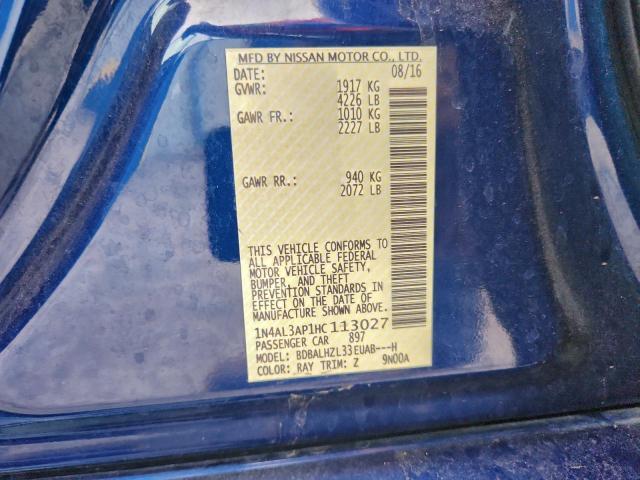 MFD BY NISSAN MOTOR CO., LTD.
DATE: 08/16
GVWR: 1917 KG
4226 LB
GAWR FR.: 1010 KG
2227 LB
GAWR RR.: 940 KG
2072 LB
THIS VEHICLE CONFORMS TO
ALL APPLICABLE FEDERAL
MOTOR VEHICLE SAFETY,
BUMPER, AND THEFT
PREVENTION STANDARDS IN
EFFECT ON THE DATE OF
MANUFACTURE SHOWN ABOVE.
1N4AL3AP1HC113027
PASSENGER CAR 897
MODEL: BDBALHZL33EUAB---H
COLOR: RAY TRIM: Z 9N00A